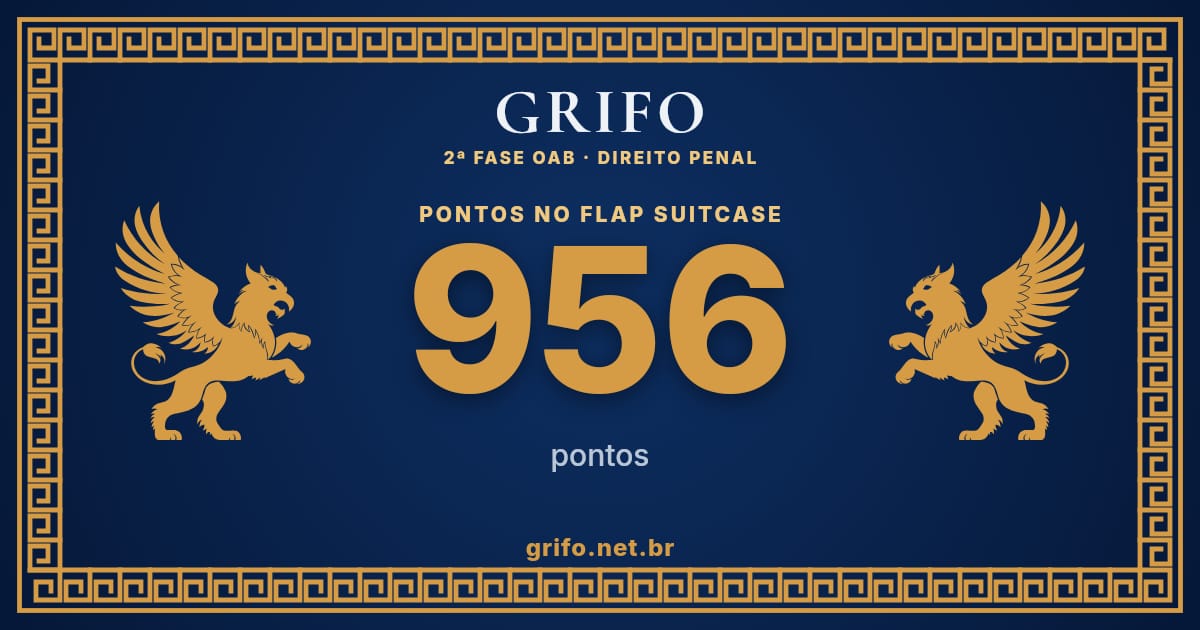 GRIFO
2ª FASE OAB · DIREITO PENAL
PONTOS NO FLAP SUITCASE
956
pontos
grifo.net.br